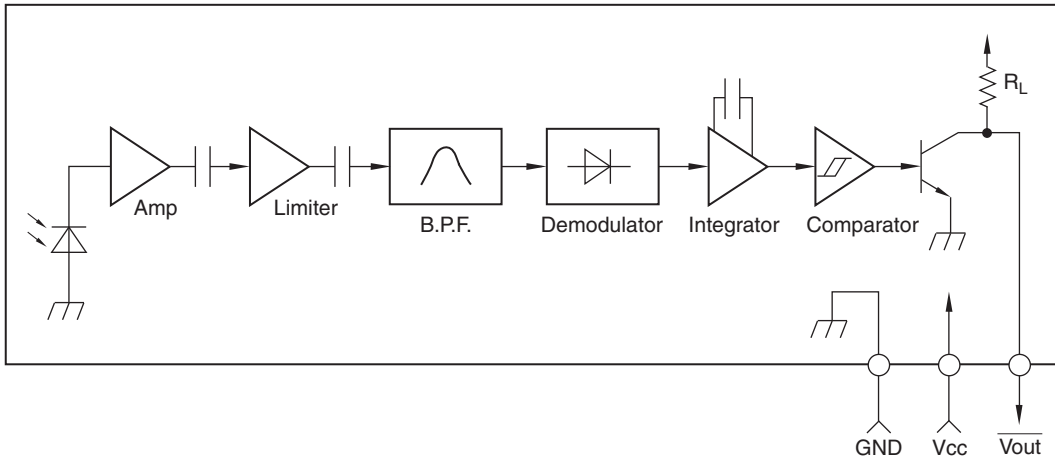 R_L
Amp
Limiter
B.P.F.
Demodulator
Integrator
Comparator
GND
Vcc
Vout